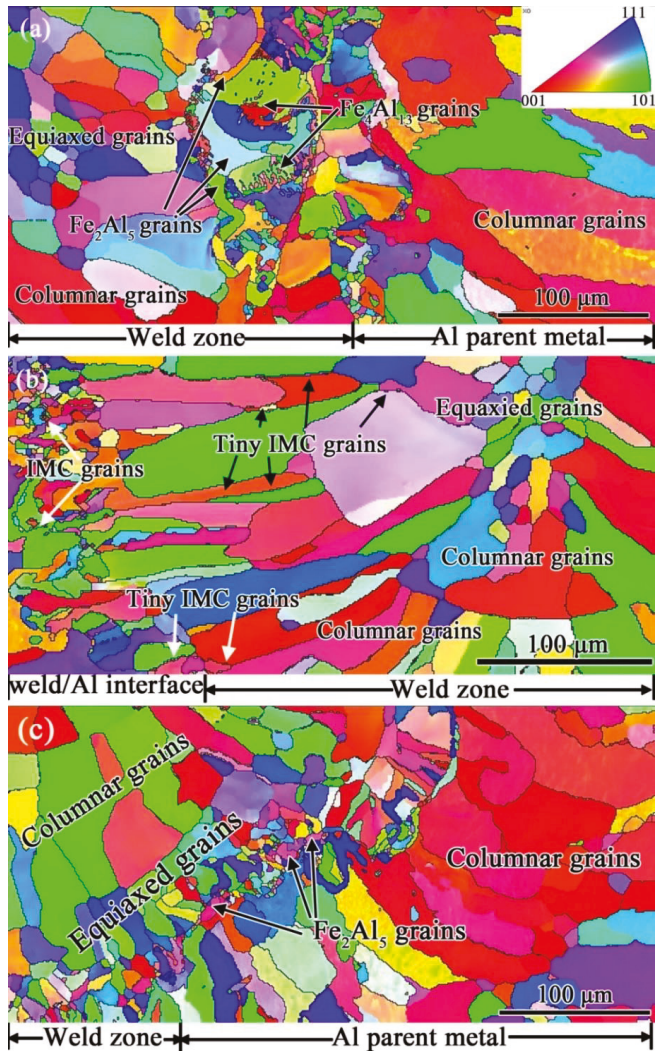 (a)
111
001
101
Fe4Al13 grains
Equiaxed grains
Fe2Al5 grains
Columnar grains
Columnar grains
100 μm
Weld zone
Al parent metal
(b)
Equaxied grains
Tiny IMC grains
IMC grains
Columnar grains
Tiny IMC grains
Columnar grains
100 μm
weld/Al interface
Weld zone
(c)
Columnar grains
Equiaxed grains
Columnar grains
Fe2Al5 grains
100 μm
Weld zone
Al parent metal